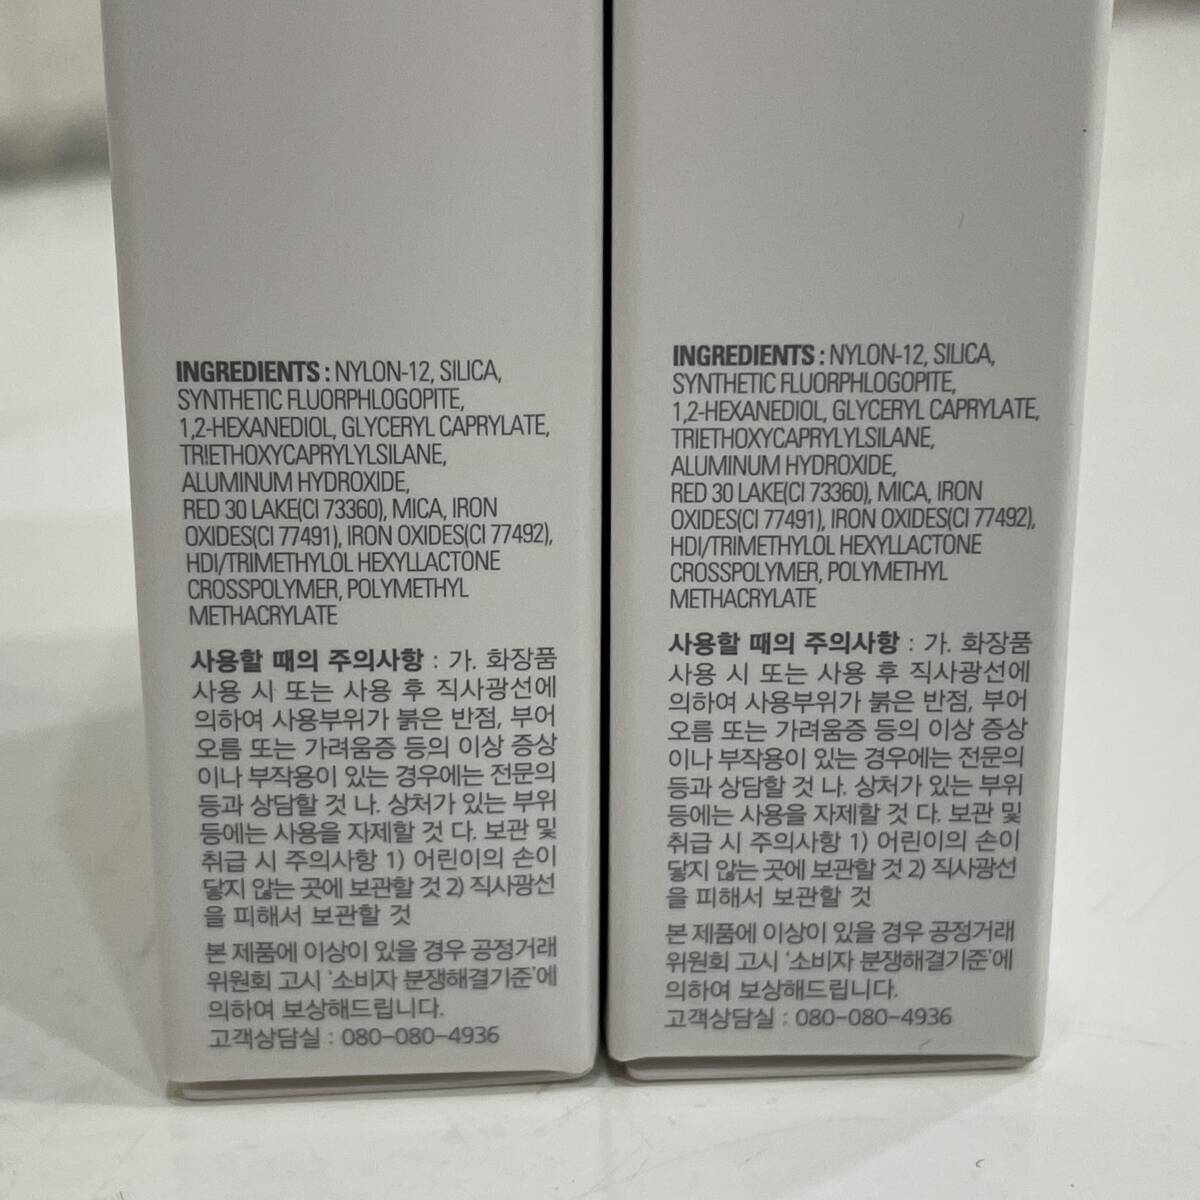 INGREDIENTS : NYLON-12, SILICA,
SYNTHETIC FLUORPHLOGOPITE,
1,2-HEXANEDIOL, GLYCERYL CAPRYLATE,
TRIETHOXYCAPRYLYLSILANE,
ALUMINUM HYDROXIDE,
RED 30 LAKE(CI 73360), MICA, IRON
OXIDES(CI 77491), IRON OXIDES(CI 77492),
HDI/TRIMETHYLOL HEXYLLACTONE
CROSSPOLYMER, POLYMETHYL
METHACRYLATE
사용할 때의 주의사항 : 가. 화장품
사용 시 또는 사용 후 직사광선에
의하여 사용부위가 붉은 반점, 부어
오름 또는 가려움증 등의 이상 증상
이나 부작용이 있는 경우에는 전문의
등과 상담할 것 나. 상처가 있는 부위
등에는 사용을 자제할 것 다. 보관 및
취급 시 주의사항 1) 어린이의 손이
닿지 않는 곳에 보관할 것 2) 직사광선
을 피해서 보관할 것
본 제품에 이상이 있을 경우 공정거래
위원회 고시 '소비자 분쟁해결기준'에
의하여 보상해드립니다.
고객상담실 : 080-080-4936
INGREDIENTS : NYLON-12, SILICA,
SYNTHETIC FLUORPHLOGOPITE,
1,2-HEXANEDIOL, GLYCERYL CAPRYLATE,
TRIETHOXYCAPRYLYLSILANE,
ALUMINUM HYDROXIDE,
RED 30 LAKE(CI 73360), MICA, IRON
OXIDES(CI 77491), IRON OXIDES(CI 77492),
HDI/TRIMETHYLOL HEXYLLACTONE
CROSSPOLYMER, POLYMETHYL
METHACRYLATE
사용할 때의 주의사항 : 가. 화장품
사용 시 또는 사용 후 직사광선에
의하여 사용부위가 붉은 반점, 부어
오름 또는 가려움증 등의 이상 증상
이나 부작용이 있는 경우에는 전문의
등과 상담할 것 나. 상처가 있는 부위
등에는 사용을 자제할 것 다. 보관 및
취급 시 주의사항 1) 어린이의 손이
닿지 않는 곳에 보관할 것 2) 직사광선
을 피해서 보관할 것
본 제품에 이상이 있을 경우 공정거래
위원회 고시 '소비자 분쟁해결기준'에
의하여 보상해드립니다.
고객상담실 : 080-080-4936